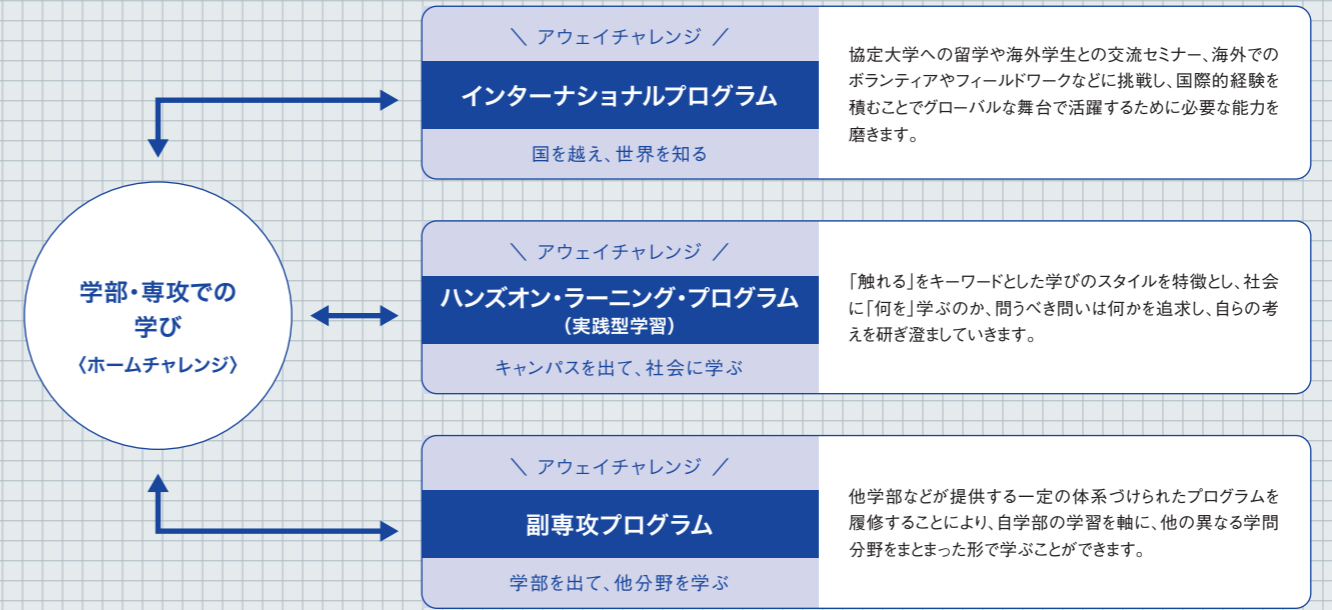 学部・専攻での
学び
〈ホームチャレンジ〉
＼ アウェイチャレンジ ／
インターナショナルプログラム
国を越え、世界を知る
協定大学への留学や海外学生との交流セミナー、海外での
ボランティアやフィールドワークなどに挑戦し、国際的経験を
積むことでグローバルな舞台で活躍するために必要な能力を
磨きます。
＼ アウェイチャレンジ ／
ハンズオン・ラーニング・プログラム
（実践型学習）
キャンパスを出て、社会に学ぶ
「触れる」をキーワードとした学びのスタイルを特徴とし、社会
に「何を」学ぶのか、問うべき問いは何かを追求し、自らの考
えを研ぎ澄ましていきます。
＼ アウェイチャレンジ ／
副専攻プログラム
学部を出て、他分野を学ぶ
他学部などが提供する一定の体系づけられたプログラムを
履修することにより、自学部の学習を軸に、他の異なる学問
分野をまとまった形で学ぶことができます。